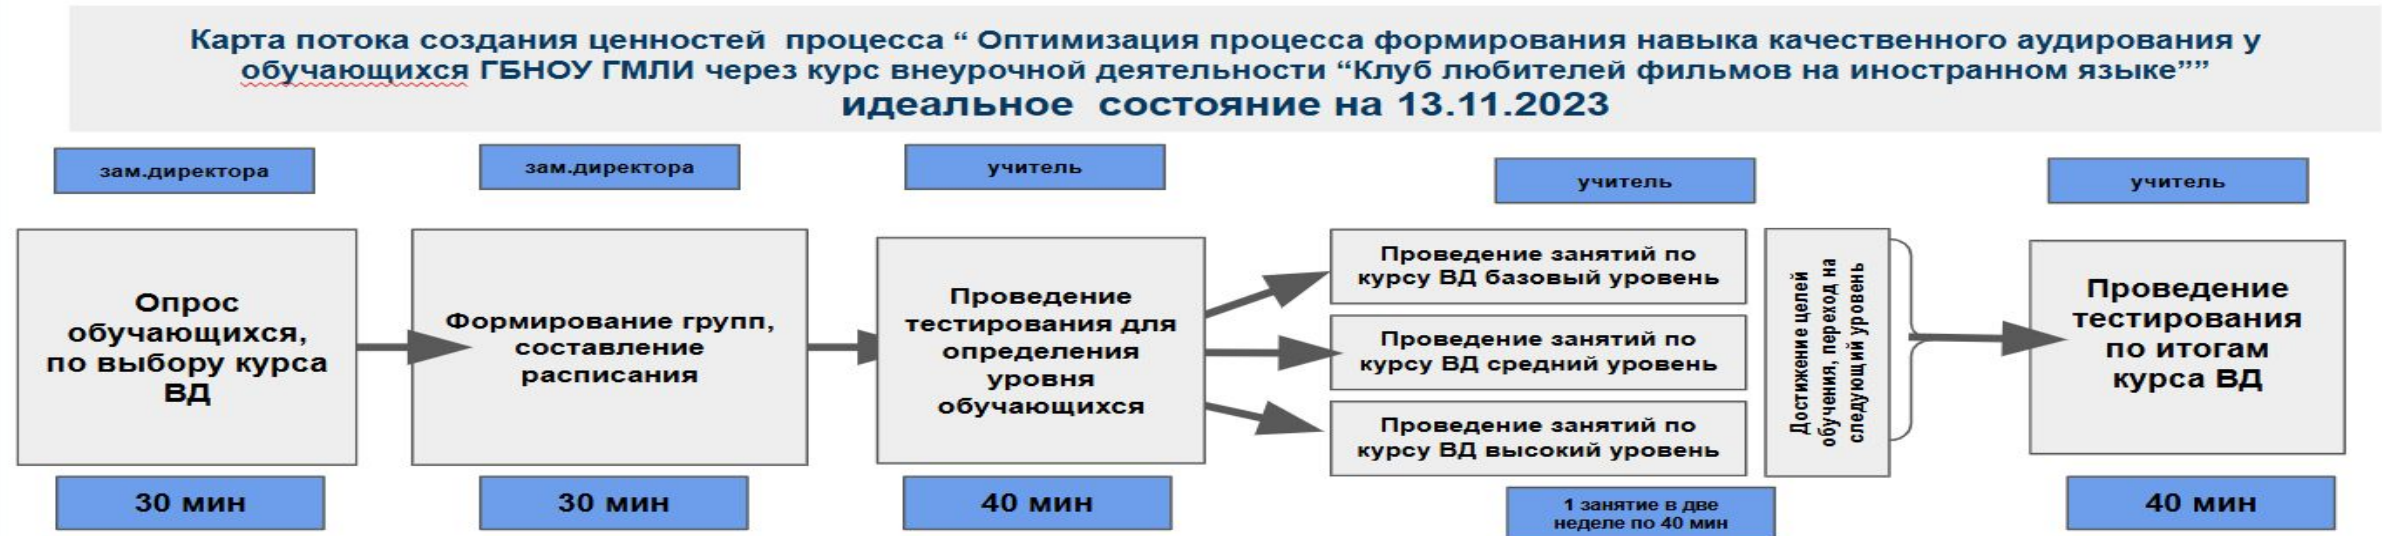 Карта потока создания ценностей процесса “ Оптимизация процесса формирования навыка качественного аудирования у
обучающихся ГБНОУ ГМЛИ через курс внеурочной деятельности “Клуб любителей фильмов на иностранном языке””
идеальное состояние на 13.11.2023
зам.директора
зам.директора
учитель
учитель
учитель
Опрос
обучающихся,
по выбору курса
ВД
Формирование групп,
составление
расписания
Проведение
тестирования для
определения
уровня
обучающихся
Проведение занятий по
курсу ВД базовый уровень
Проведение занятий по
курсу ВД средний уровень
Проведение занятий по
курсу ВД высокий уровень
Достижение целей
обучения, переход на
следующий уровень
Проведение
тестирования
по итогам
курса ВД
30 мин
30 мин
40 мин
1 занятие в две
неделе по 40 мин
40 мин